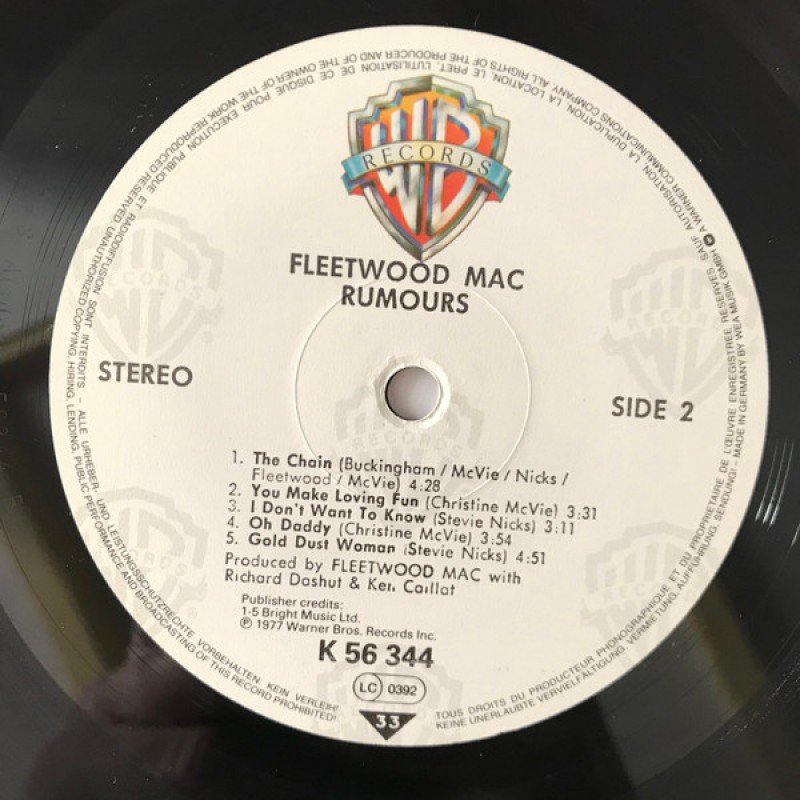 WB
RECORDS
FLEETWOOD MAC
RUMOURS
STEREO
SIDE 2
1. The Chain (Buckingham / McVie / Nicks /
Fleetwood / McVie) 4:28
2. You Make Loving Fun (Christine McVie) 3:31
3. I Don't Want To Know (Stevie Nicks) 3:11
4. Oh Daddy (Christine McVie) 3:54
5. Gold Dust Woman (Stevie Nicks) 4:51
Produced by FLEETWOOD MAC with
Richard Dashut & Ken Caillat
Publisher credits:
1-5 Bright Music Ltd.
℗ 1977 Warner Bros. Records Inc.
K 56 344
LC 0392
33
TOUS DROITS DU PRODUCTEUR PHONOGRAPHIQUE ET DU PROPRIETAIRE DE L'ŒUVRE ENREGISTREE RESERVES SAUF AUTORISATION, LA DUPLICATION, LA LOCATION, LE PRET, L'UTILISATION DE CE DISQUE POUR EXECUTION PUBLIQUE ET RADIODIFFUSION SONT INTERDITS - ALLE URHEBER- UND LEISTUNGSSCHUTZRECHTE VORBEHALTEN KEIN VERLEIH!
KEINE UNERLAUBTE VERVIELFÄLTIGUNG, VERMIETUNG, AUFFÜHRUNG, SENDUNG! - MADE IN GERMANY BY WEA MUSIK GMBH A WARNER COMMUNICATIONS COMPANY ALL RIGHTS OF THE PRODUCER AND OF THE OWNER OF THE WORK REPRODUCED RESERVED UNAUTHORIZED COPYING, HIRING, LENDING, PUBLIC PERFORMANCE AND BROADCASTING OF THIS RECORD PROHIBITED!